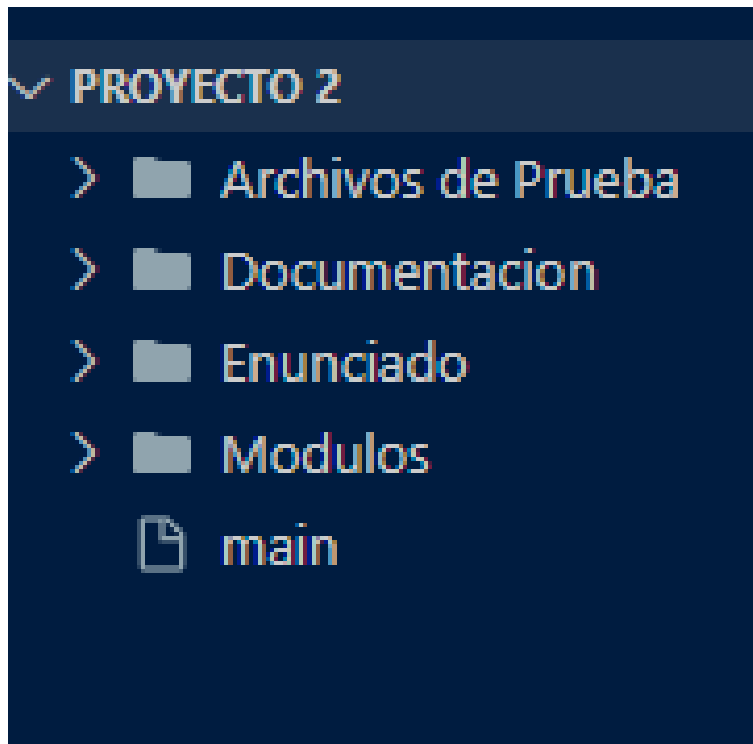 PROYECTO 2
Archivos de Prueba
Documentacion
Enunciado
Modulos
main